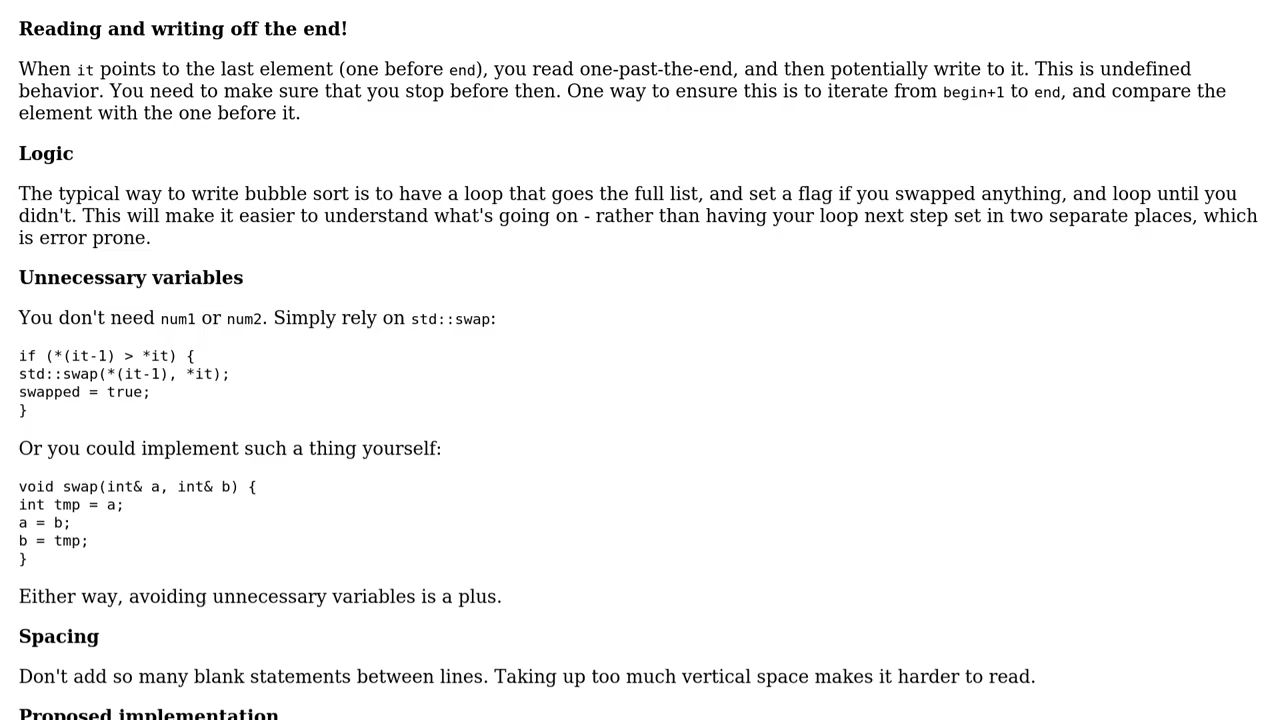 Reading and writing off the end!
When it points to the last element (one before end), you read one-past-the-end, and then potentially write to it. This is undefined
behavior. You need to make sure that you stop before then. One way to ensure this is to iterate from begin+1 to end, and compare the
element with the one before it.
Logic
The typical way to write bubble sort is to have a loop that goes the full list, and set a flag if you swapped anything, and loop until you
didn't. This will make it easier to understand what's going on - rather than having your loop next step set in two separate places, which
is error prone.
Unnecessary variables
You don't need num1 or num2. Simply rely on std::swap:
if (*(it-1) > *it) {
std::swap(*(it-1), *it);
swapped = true;
}
Or you could implement such a thing yourself:
void swap(int& a, int& b) {
int tmp = a;
a = b;
b = tmp;
}
Either way, avoiding unnecessary variables is a plus.
Spacing
Don't add so many blank statements between lines. Taking up too much vertical space makes it harder to read.
Proposed implementation